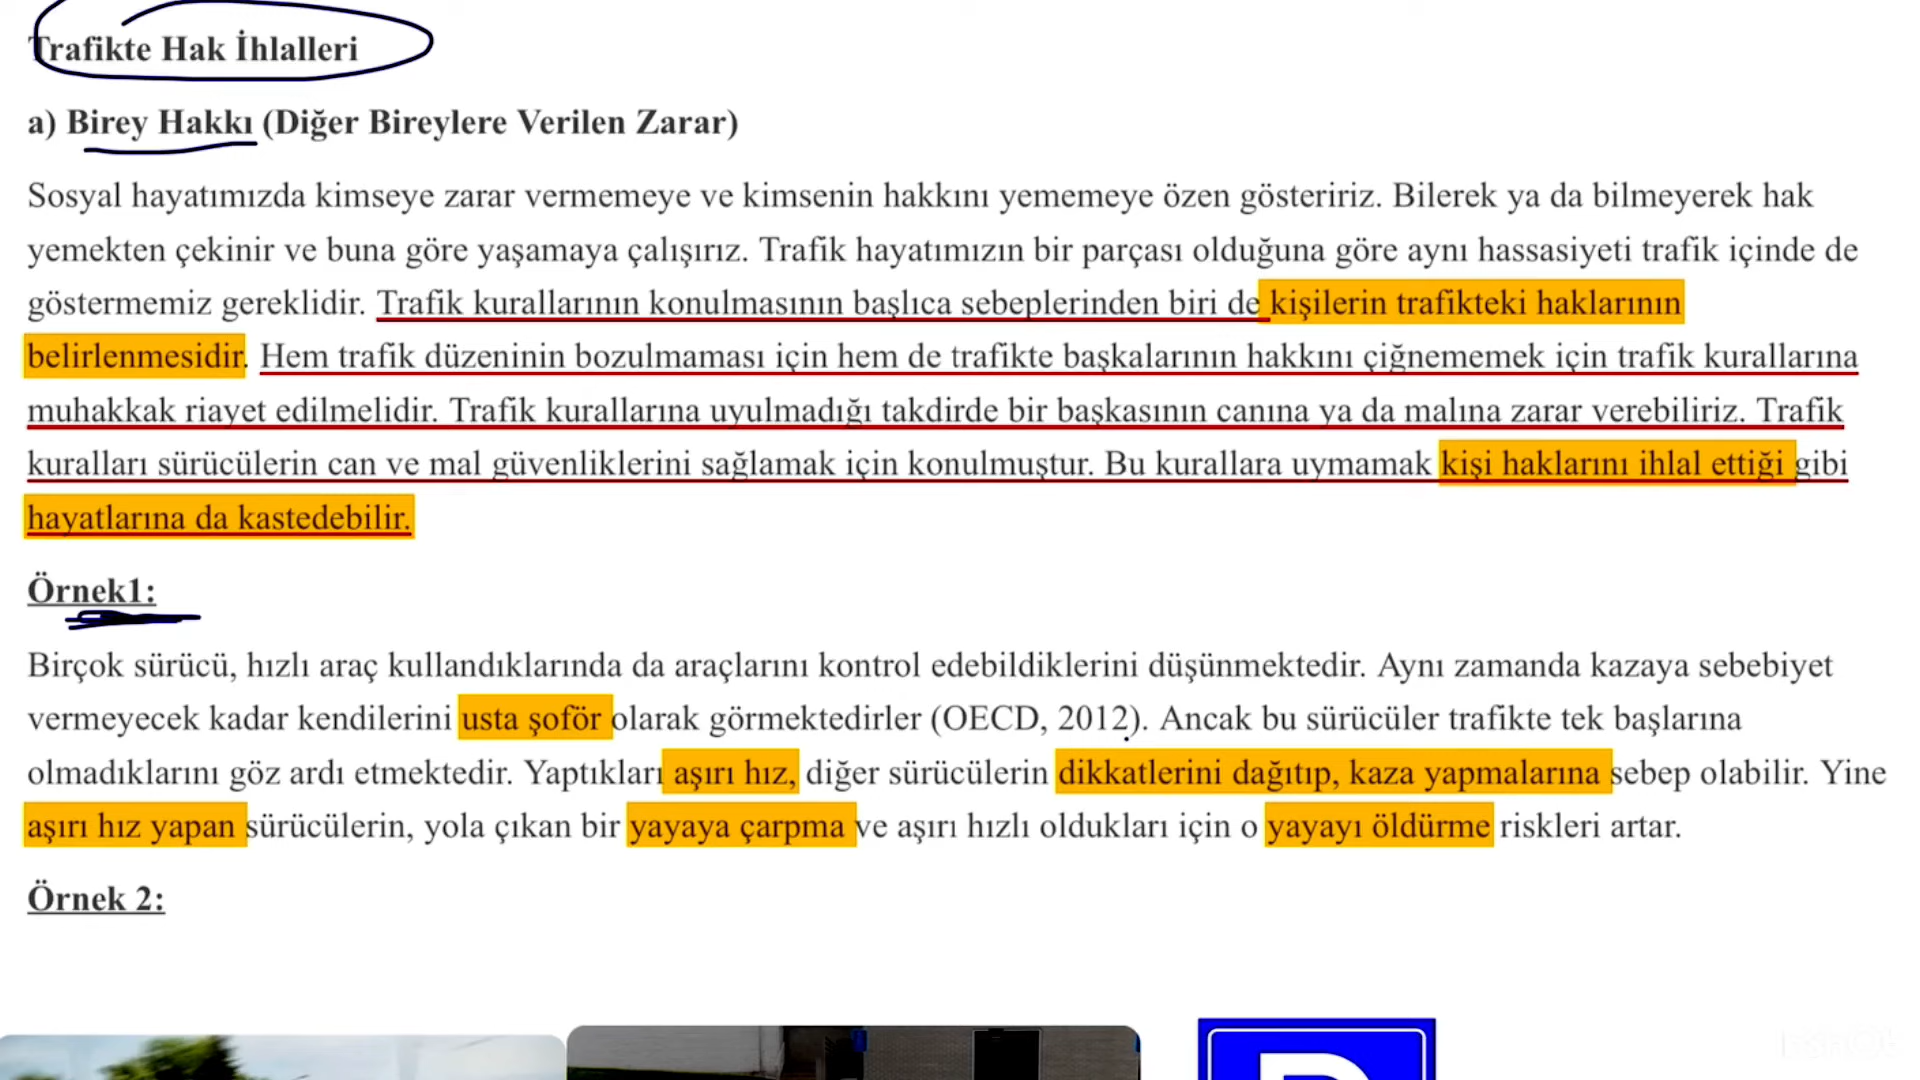 Trafikte Hak İhlalleri
a) Birey Hakkı (Diğer Bireylere Verilen Zarar)
Sosyal hayatımızda kimseye zarar vermemeye ve kimsenin hakkını yememeye özen gösteririz. Bilerek ya da bilmeyerek hak
yemekten çekinir ve buna göre yaşamaya çalışırız. Trafik hayatımızın bir parçası olduğuna göre aynı hassasiyeti trafik içinde de
göstermemiz gereklidir. Trafik kurallarının konulmasının başlıca sebeplerinden biri de kişilerin trafikteki haklarının
belirlenmesidir. Hem trafik düzeninin bozulmaması için hem de trafikte başkalarının hakkını çiğnememek için trafik kurallarına
muhakkak riayet edilmelidir. Trafik kurallarına uyulmadığı takdirde bir başkasının canına ya da malına zarar verebiliriz. Trafik
kuralları sürücülerin can ve mal güvenliklerini sağlamak için konulmuştur. Bu kurallara uymamak kişi haklarını ihlal ettiği gibi
hayatlarına da kastedebilir.
Örnek1:
Birçok sürücü, hızlı araç kullandıklarında da araçlarını kontrol edebildiklerini düşünmektedir. Aynı zamanda kazaya sebebiyet
vermeyecek kadar kendilerini usta şoför olarak görmektedirler (OECD, 2012). Ancak bu sürücüler trafikte tek başlarına
olmadıklarını göz ardı etmektedir. Yaptıkları aşırı hız, diğer sürücülerin dikkatlerini dağıtıp, kaza yapmalarına sebep olabilir. Yine
aşırı hız yapan sürücülerin, yola çıkan bir yayaya çarpma ve aşırı hızlı oldukları için o yayayı öldürme riskleri artar.
Örnek 2: